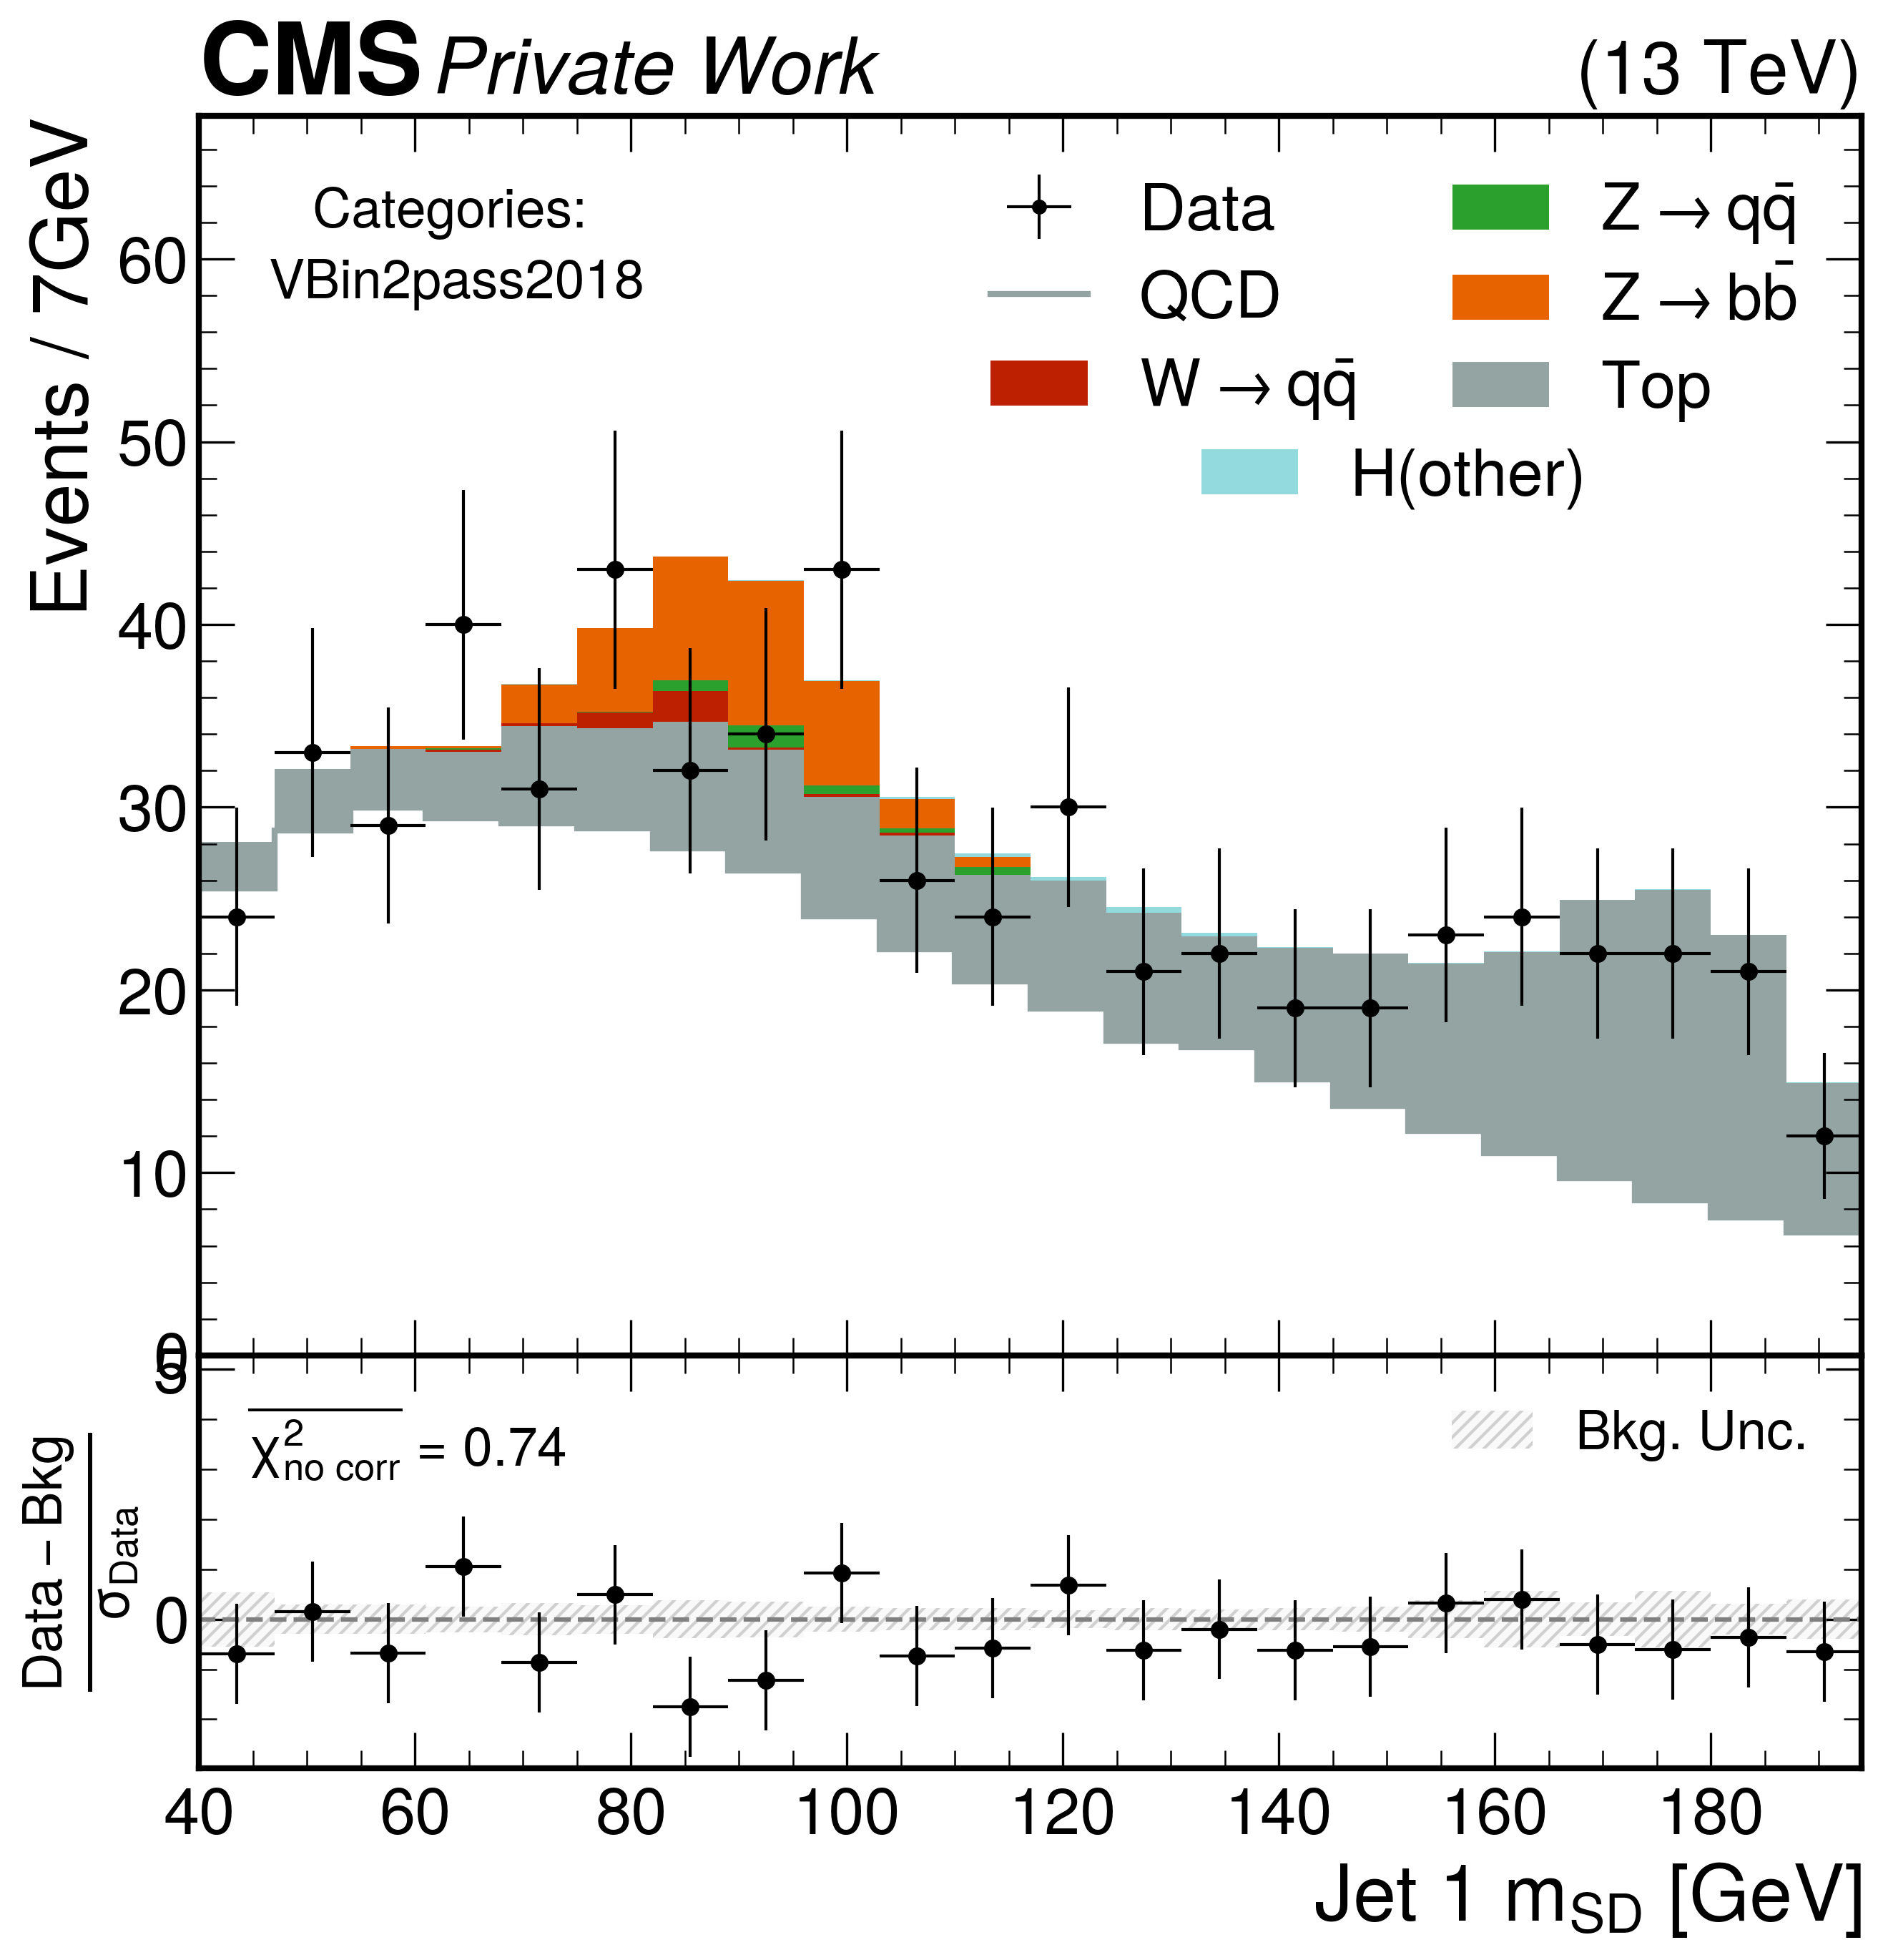 CMS Private Work (13 TeV)
Events / 7GeV
Categories:
VBin2pass2018
Data
QCD
W → qq̄
Z → qq̄
Z → bb̄
Top
H(other)
60
50
40
30
20
10
0
5
0
Data − Bkg
σData
χ²no corr = 0.74
Bkg. Unc.
40 60 80 100 120 140 160 180
Jet 1 mSD [GeV]